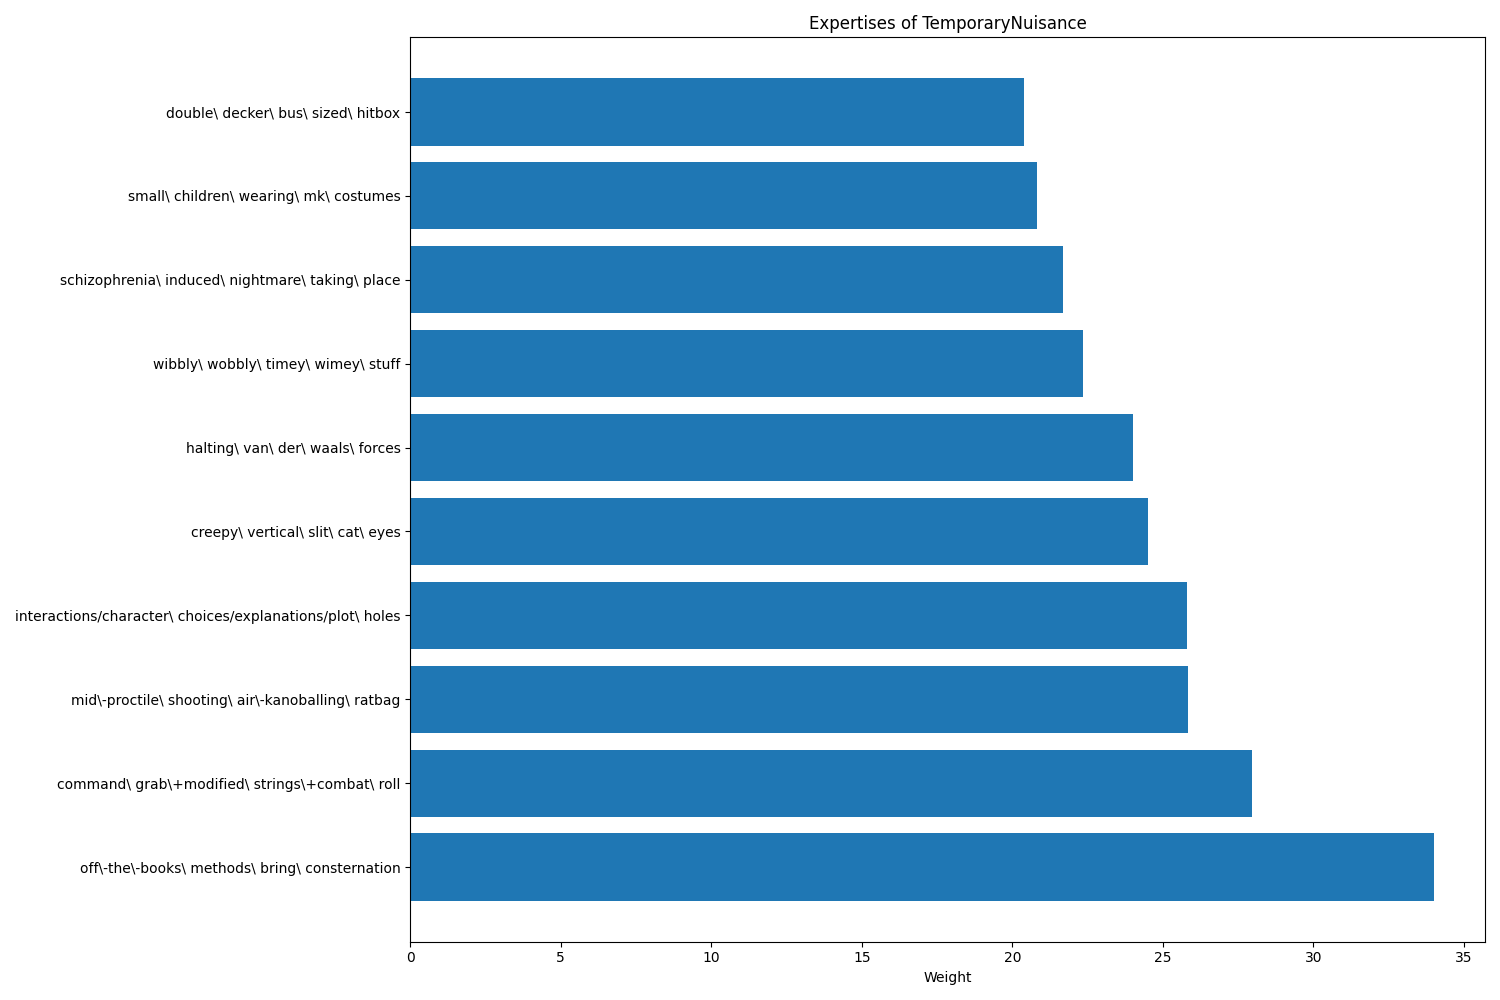 Expertises of TemporaryNuisance
double\ decker\ bus\ sized\ hitbox
small\ children\ wearing\ mk\ costumes
schizophrenia\ induced\ nightmare\ taking\ place
wibbly\ wobbly\ timey\ wimey\ stuff
halting\ van\ der\ waals\ forces
creepy\ vertical\ slit\ cat\ eyes
interactions/character\ choices/explanations/plot\ holes
mid\-proctile\ shooting\ air\-kanoballing\ ratbag
command\ grab\+modified\ strings\+combat\ roll
off\-the\-books\ methods\ bring\ consternation
0 5 10 15 20 25 30 35
Weight